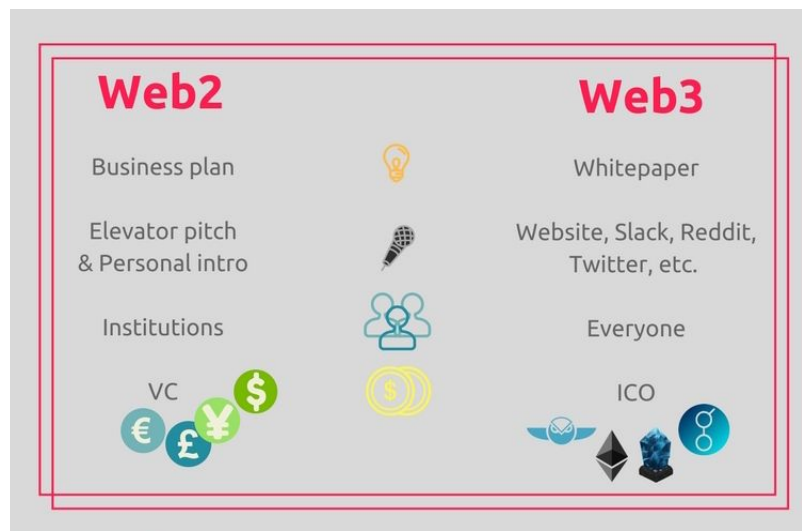 Web2
Web3
Business plan
Whitepaper
Elevator pitch
& Personal intro
Website, Slack, Reddit,
Twitter, etc.
Institutions
Everyone
VC
$
ICO
€
£
¥
$